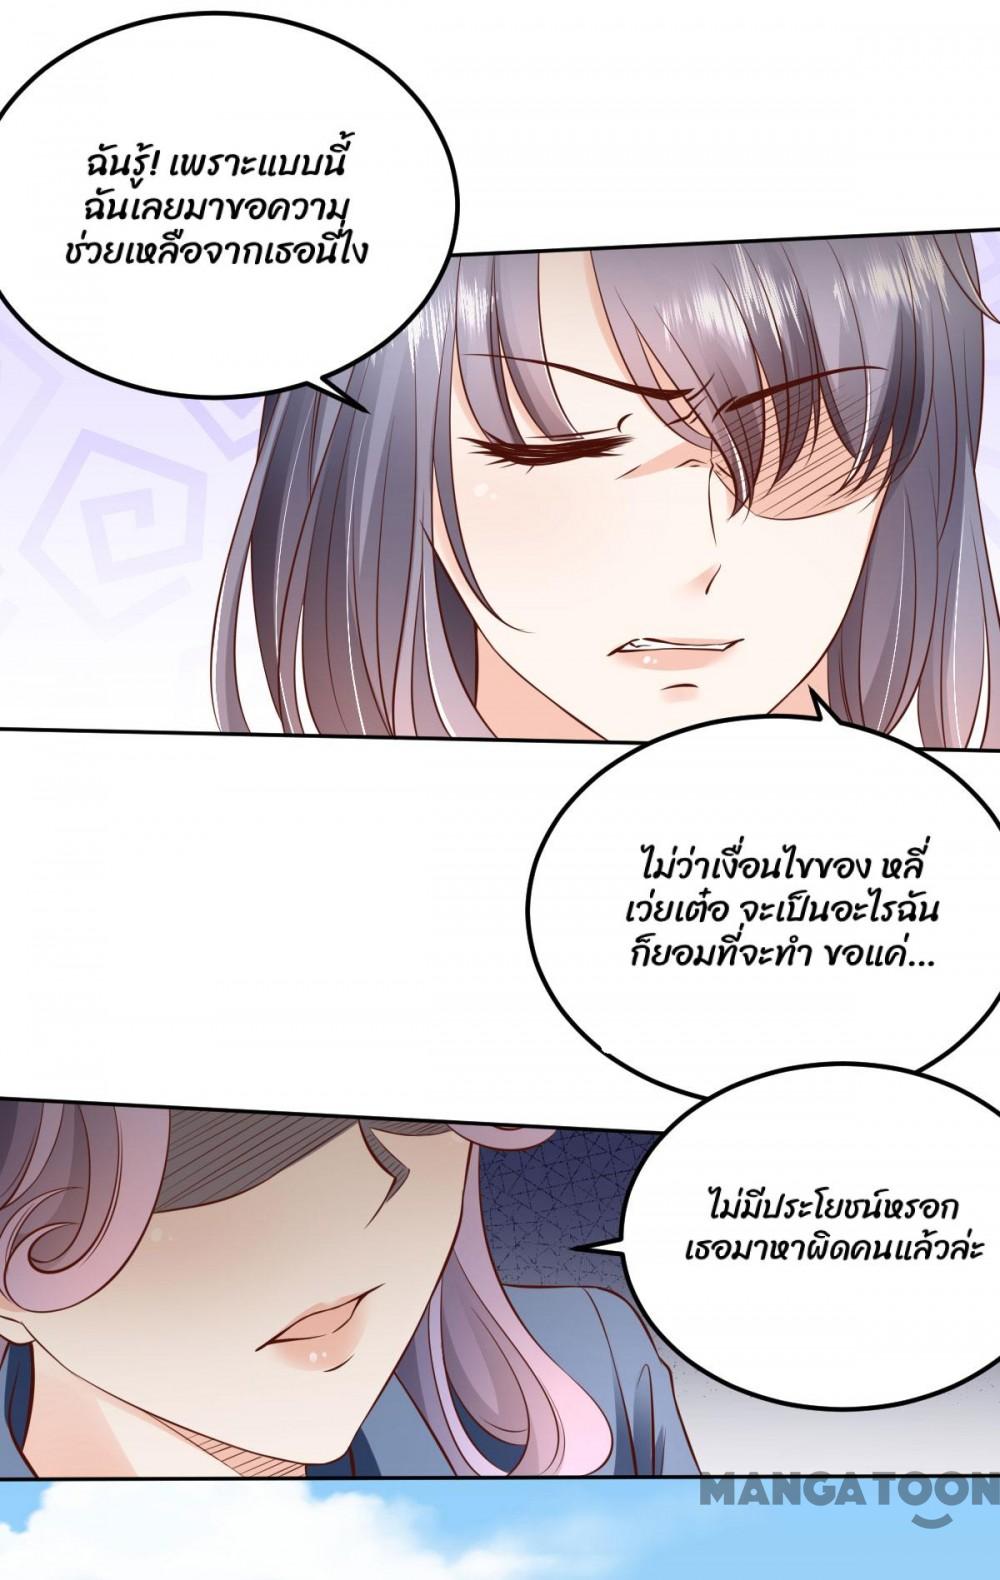 ฉันรู้! เพราะแบบนี้
ฉันเลยมาขอความ
ช่วยเหลือจากเธอนี่ไง
ไม่ว่าเงื่อนไขของ หลี่
เว่ยเต๋อ จะเป็นอะไรฉัน
ก็ยอมที่จะทำ ขอแค่...
ไม่มีประโยชน์หรอก
เธอมาหาผิดคนแล้วล่ะ
MANGATOON